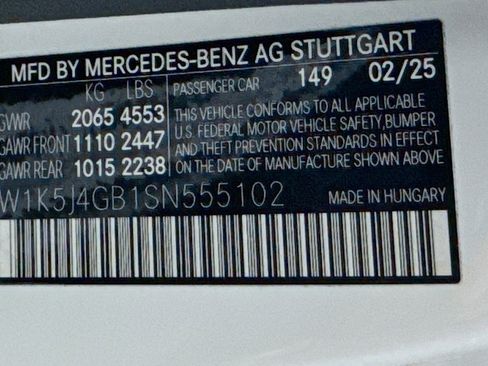 MFD BY MERCEDES-BENZ AG STUTTGART
KG LBS PASSENGER CAR 149 02/25
GVWR 2065 4553
GAWR FRONT 1110 2447
GAWR REAR 1015 2238
THIS VEHICLE CONFORMS TO ALL APPLICABLE
U.S. FEDERAL MOTOR VEHICLE SAFETY,BUMPER
AND THEFT PREVENTION STANDARDS IN EFFECT
ON THE DATE OF MANUFACTURE SHOWN ABOVE.
W1K5J4GB1SN555102
MADE IN HUNGARY